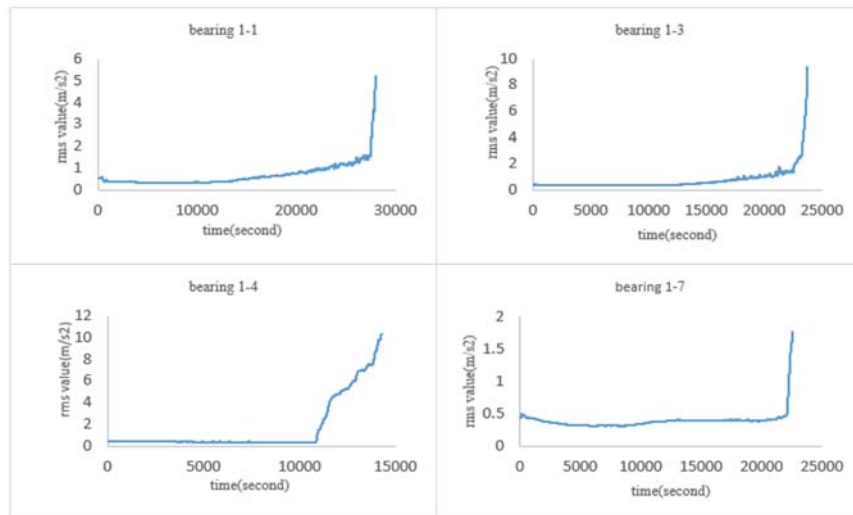 bearing 1-1
rms value(m/s2)
6
5
4
3
2
1
0
0 10000 20000 30000
time(second)
bearing 1-3
rms value(m/s2)
10
8
6
4
2
0
0 5000 10000 15000 20000 25000
time(second)
bearing 1-4
rms value(m/s2)
12
10
8
6
4
2
0
0 5000 10000 15000
time(second)
bearing 1-7
rms value(m/s2)
2
1.5
1
0.5
0
0 5000 10000 15000 20000 25000
time(second)